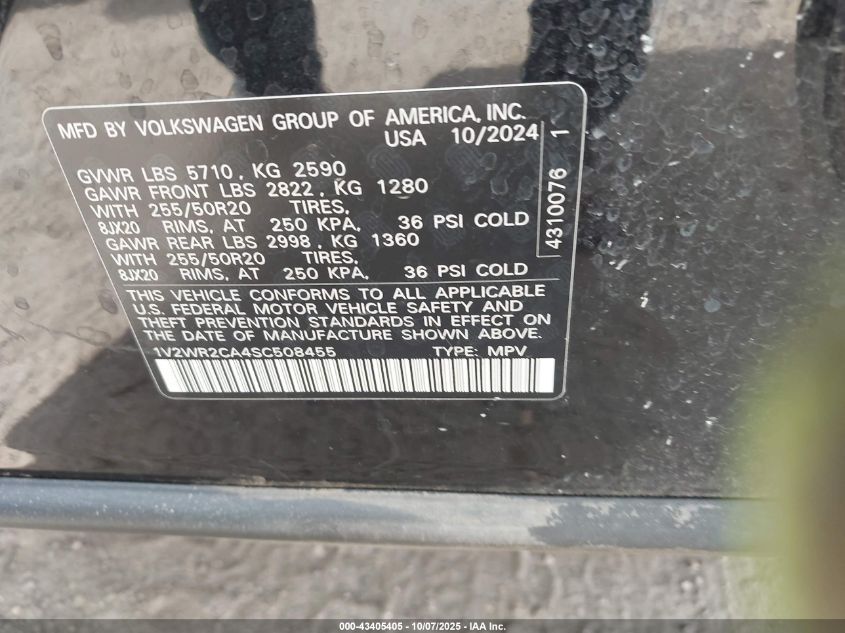 MFD BY VOLKSWAGEN GROUP OF AMERICA, INC.
USA 10/2024
GVWR LBS 5710, KG 2590
GAWR FRONT LBS 2822, KG 1280
WITH 255/50R20 TIRES,
8JX20 RIMS, AT 250 KPA, 36 PSI COLD
GAWR REAR LBS 2998, KG 1360
WITH 255/50R20 TIRES,
8JX20 RIMS, AT 250 KPA, 36 PSI COLD
4310076 1
THIS VEHICLE CONFORMS TO ALL APPLICABLE
U.S. FEDERAL MOTOR VEHICLE SAFETY AND
THEFT PREVENTION STANDARDS IN EFFECT ON
THE DATE OF MANUFACTURE SHOWN ABOVE.
1V2WR2CA4SC508455 TYPE: MPV
000-43405405 - 10/07/2025 - IAA Inc.